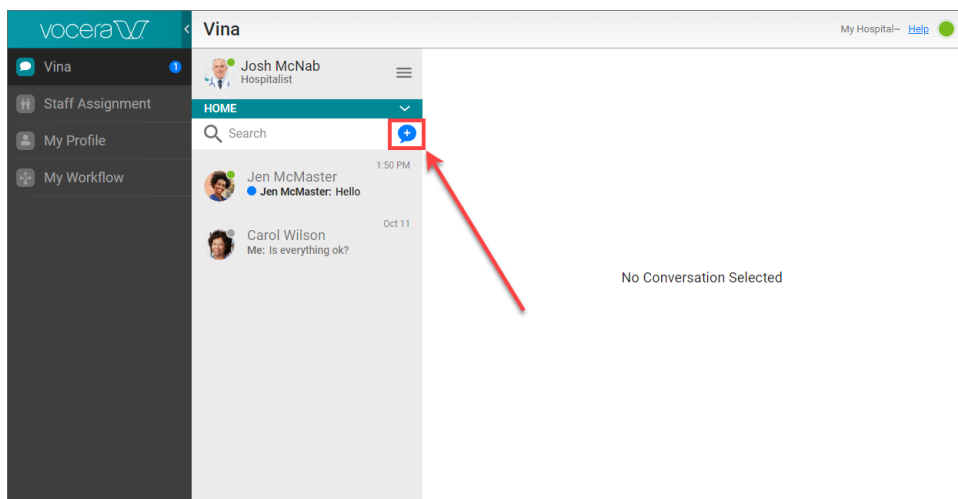 vocera
Vina
My Hospital~ Help
Vina 1
Staff Assignment
My Profile
My Workflow
Josh McNab
Hospitalist
HOME
Search
1:50 PM
Jen McMaster
Jen McMaster: Hello
Oct 11
Carol Wilson
Me: Is everything ok?
No Conversation Selected